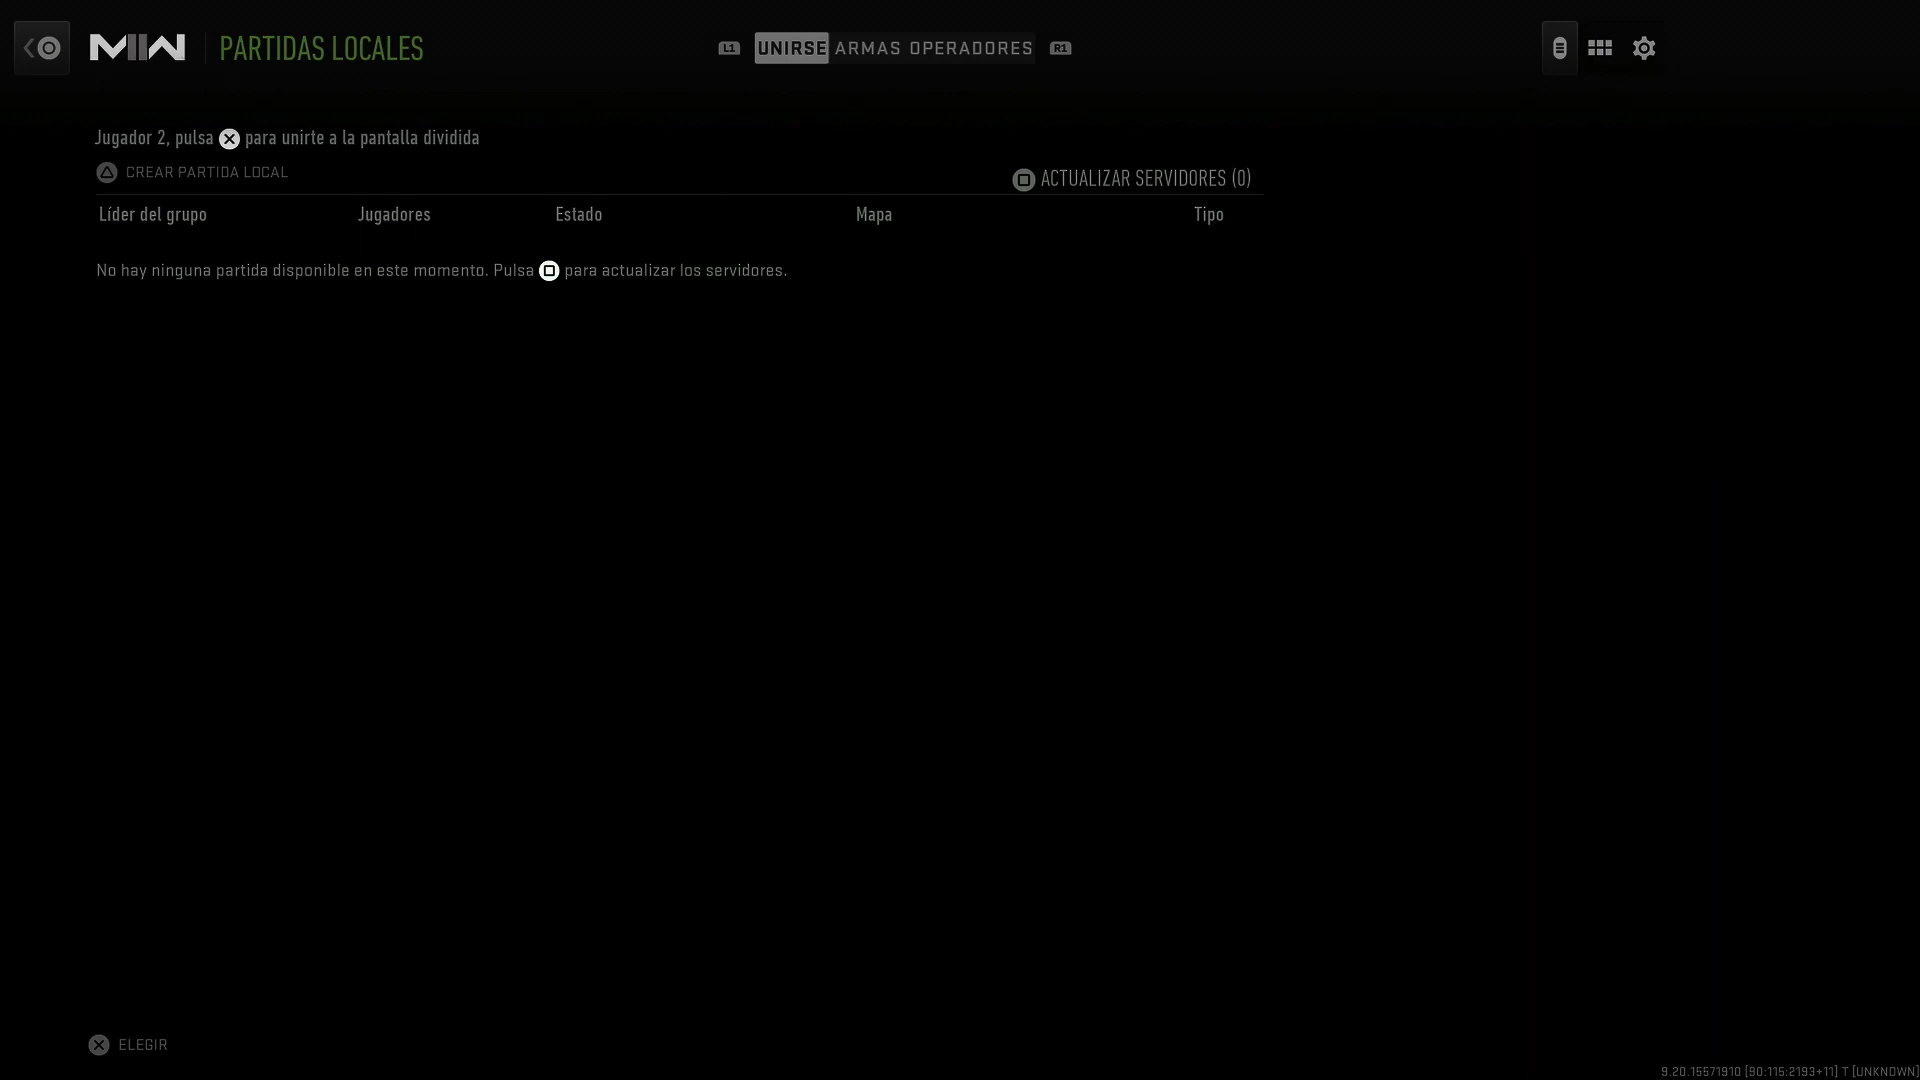 MIIW PARTIDAS LOCALES L1 UNIRSE ARMAS OPERADORES R1
Jugador 2, pulsa para unirte a la pantalla dividida
CREAR PARTIDA LOCAL
ACTUALIZAR SERVIDORES (0)
Líder del grupo Jugadores Estado Mapa Tipo
No hay ninguna partida disponible en este momento. Pulsa para actualizar los servidores.
ELEGIR
9.20.15571910 [90:115:2193+11] T [UNKNOWN]